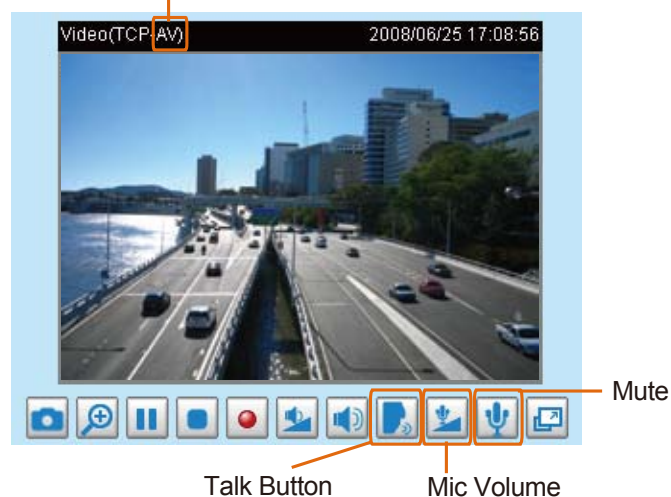 Video(TCP-AV)
2008/06/25 17:08:56
Mute
Talk Button
Mic Volume